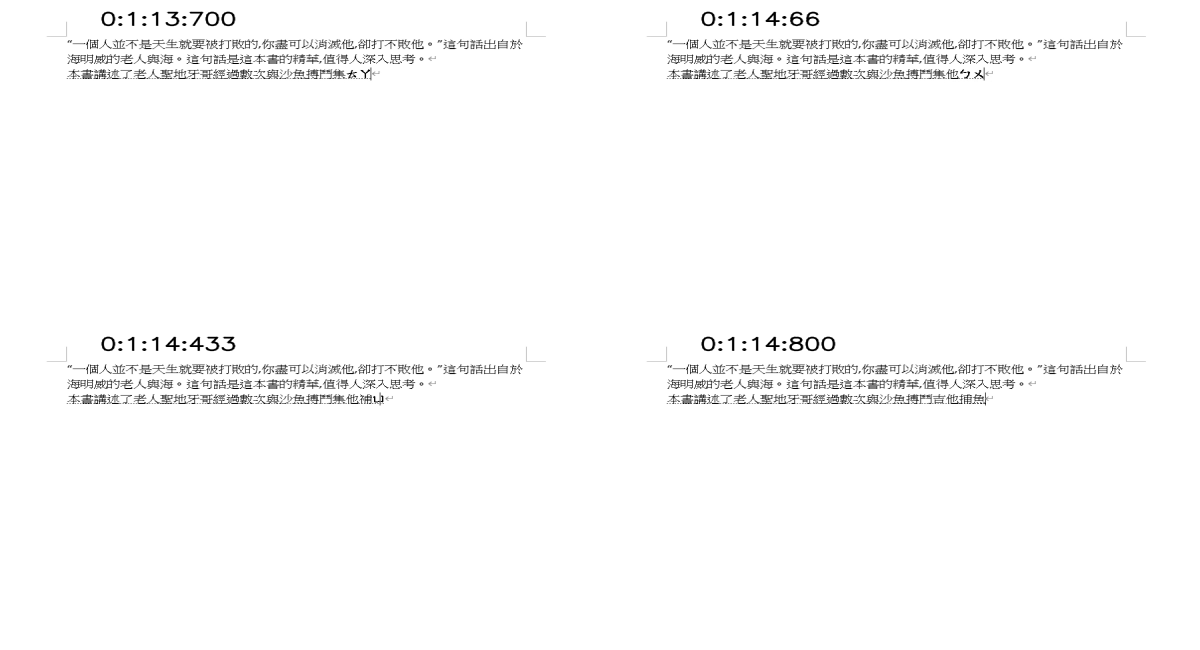 0:1:13:700
“一個人並不是天生就要被打敗的,你盡可以消滅他,卻打不敗他。”這句話出自於
海明威的老人與海。這句話是這本書的精華,值得人深入思考。
本書講述了老人聖地牙哥經過數次與沙魚搏鬥集ㄊㄚ
0:1:14:66
“一個人並不是天生就要被打敗的,你盡可以消滅他,卻打不敗他。”這句話出自於
海明威的老人與海。這句話是這本書的精華,值得人深入思考。
本書講述了老人聖地牙哥經過數次與沙魚搏鬥集他ㄅㄨ
0:1:14:433
“一個人並不是天生就要被打敗的,你盡可以消滅他,卻打不敗他。”這句話出自於
海明威的老人與海。這句話是這本書的精華,值得人深入思考。
本書講述了老人聖地牙哥經過數次與沙魚搏鬥集他補ㄩ
0:1:14:800
“一個人並不是天生就要被打敗的,你盡可以消滅他,卻打不敗他。”這句話出自於
海明威的老人與海。這句話是這本書的精華,值得人深入思考。
本書講述了老人聖地牙哥經過數次與沙魚搏鬥吉他捕魚